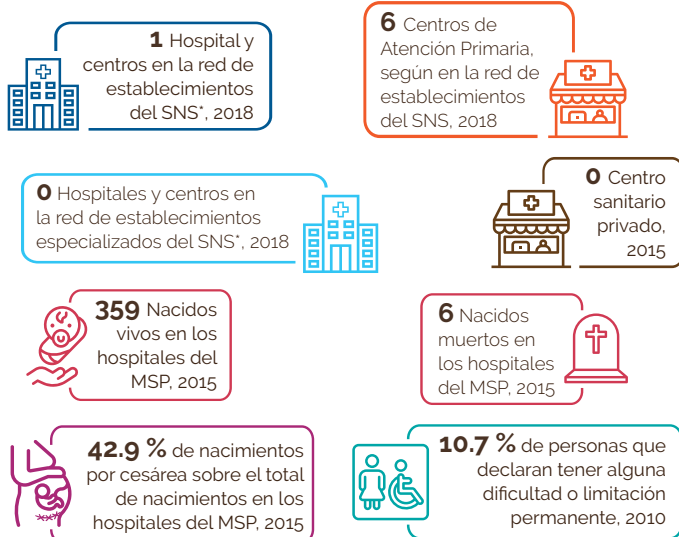 1 Hospital y
centros en la red de
establecimientos
del SNS*, 2018
6 Centros de
Atención Primaria,
según en la red de
establecimientos
del SNS, 2018
0 Hospitales y centros en
la red de establecimientos
especializados del SNS*, 2018
0 Centro
sanitario
privado,
2015
359 Nacidos
vivos en los
hospitales del
MSP, 2015
6 Nacidos
muertos en
los hospitales
del MSP, 2015
42.9 % de nacimientos
por cesárea sobre el total
de nacimientos en los
hospitales del MSP, 2015
10.7 % de personas que
declaran tener alguna
dificultad o limitación
permanente, 2010